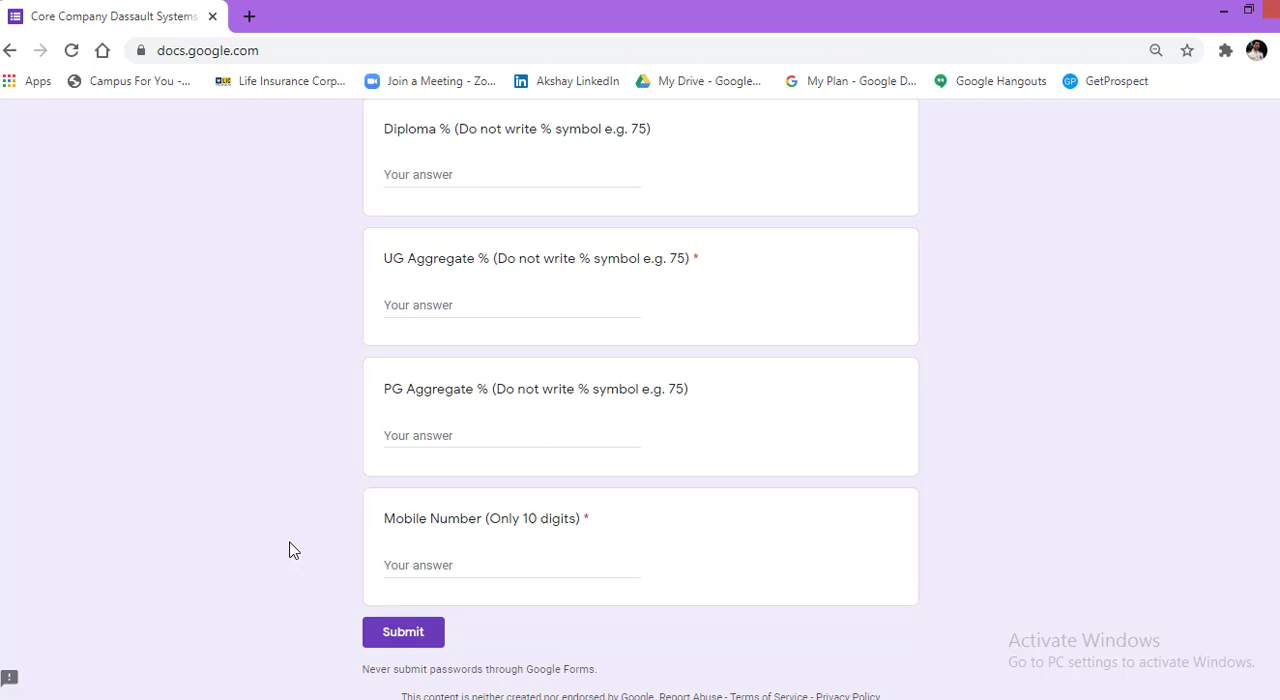 Core Company Dassault Systems
docs.google.com
Apps Campus For You -... LIC Life Insurance Corp... Join a Meeting - Zo... in Akshay LinkedIn My Drive - Google... G My Plan - Google D... Google Hangouts GP GetProspect
Diploma % (Do not write % symbol e.g. 75)
Your answer
UG Aggregate % (Do not write % symbol e.g. 75) *
Your answer
PG Aggregate % (Do not write % symbol e.g. 75)
Your answer
Mobile Number (Only 10 digits) *
Your answer
Submit
Activate Windows
Go to PC settings to activate Windows.
Never submit passwords through Google Forms.
This content is neither created nor endorsed by Google. Report Abuse - Terms of Service - Privacy Policy